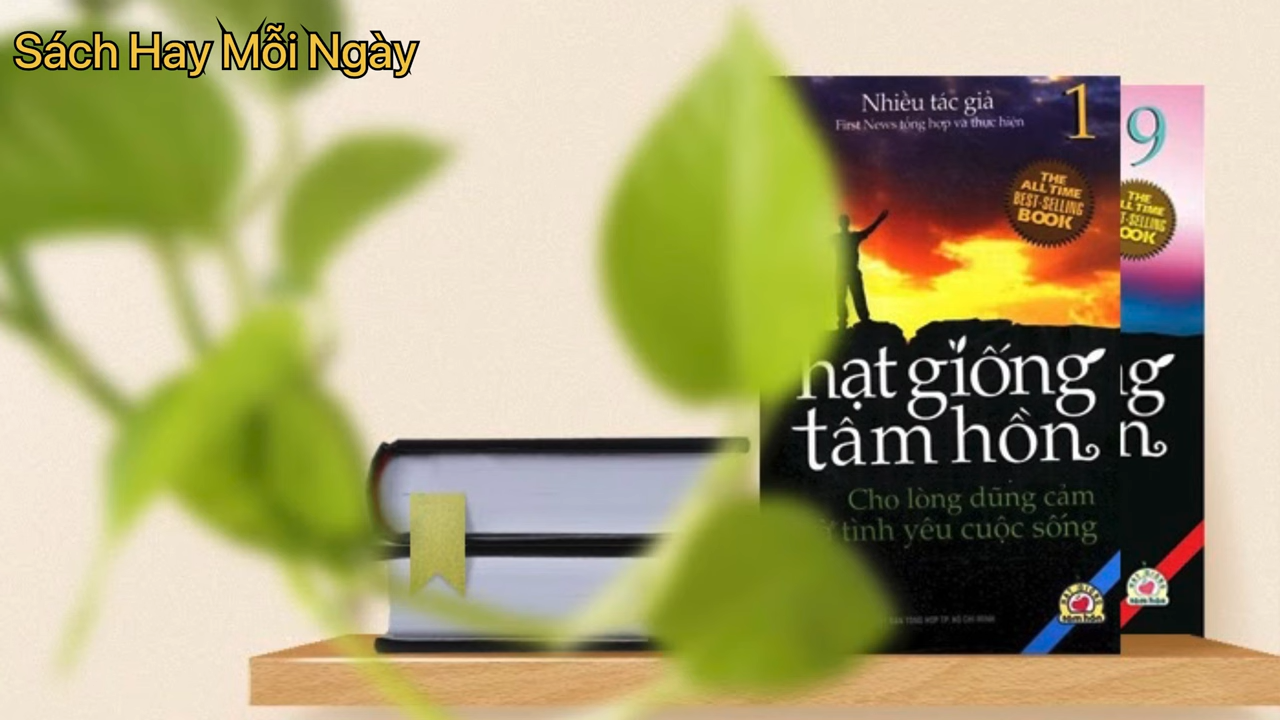 Sách Hay Mỗi Ngày
Nhiều tác giả
First News tổng hợp và thực hiện
1
9
THE
ALL TIME
BEST-SELLING
BOOK
THE
hạt giống
tâm hồn
Cho lòng dũng cảm
tình yêu cuộc sống